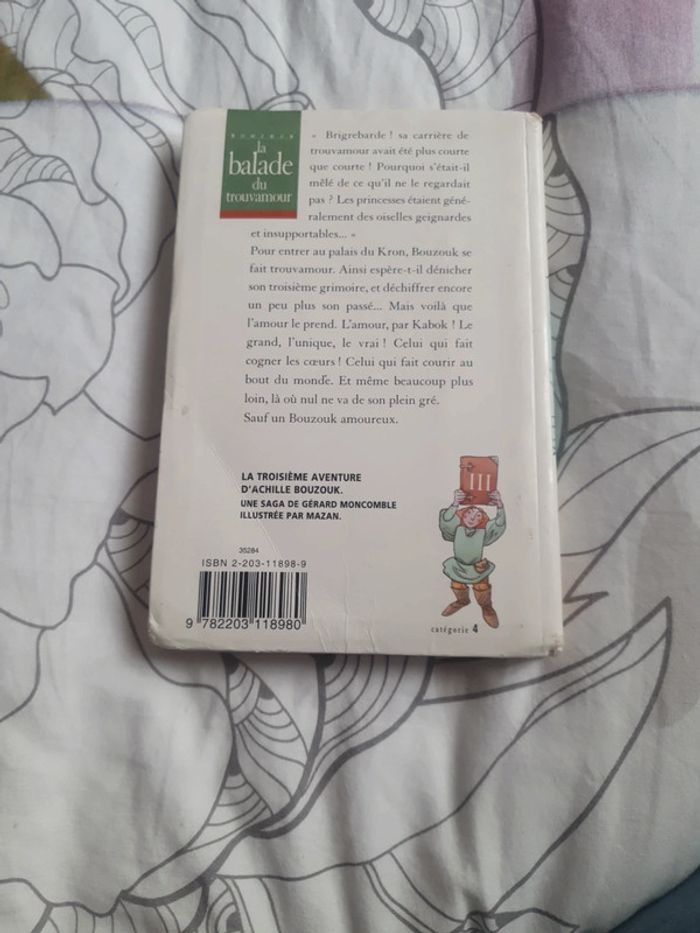 BOUZOUK
la
balade
du
trouvamour
« Brigrebarde ! sa carrière de
trouvamour avait été plus courte
que courte ! Pourquoi s'était-il
mêlé de ce qu'il ne le regardait
pas ? Les princesses étaient géné-
ralement des oiselles geignardes
et insupportables... »
Pour entrer au palais du Kron, Bouzouk se
fait trouvamour. Ainsi espère-t-il dénicher
son troisième grimoire, et déchiffrer encore
un peu plus son passé... Mais voilà que
l'amour le prend. L'amour, par Kabok ! Le
grand, l'unique, le vrai ! Celui qui fait
cogner les cœurs ! Celui qui fait courir au
bout du monde. Et même beaucoup plus
loin, là où nul ne va de son plein gré.
Sauf un Bouzouk amoureux.
LA TROISIÈME AVENTURE
D'ACHILLE BOUZOUK.
UNE SAGA DE GÉRARD MONCOMBLE
ILLUSTRÉE PAR MAZAN.
III
35284
ISBN 2-203-11898-9
9 782203 118980
catégorie 4